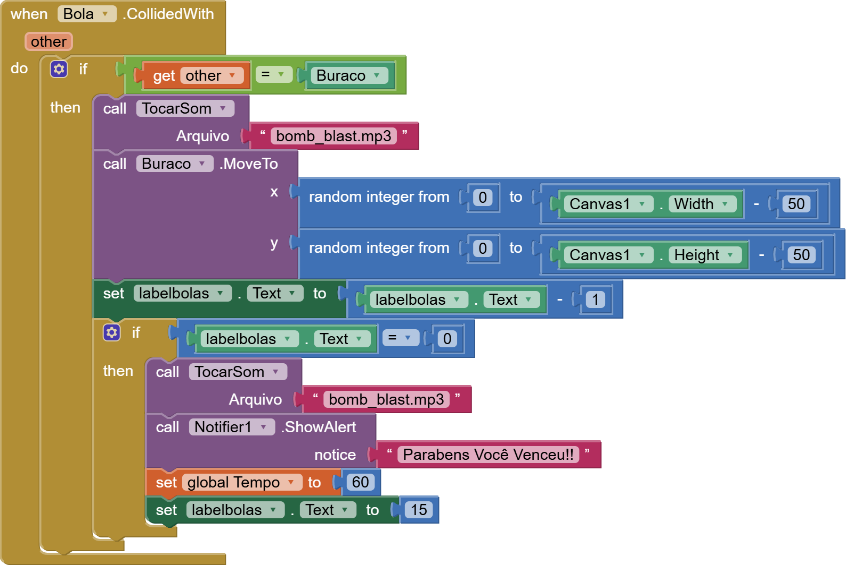 when Bola .CollidedWith
other
do if get other = Buraco
then call TocarSom
Arquivo " bomb_blast.mp3 "
call Buraco .MoveTo
x random integer from 0 to Canvas1 . Width - 50
y random integer from 0 to Canvas1 . Height - 50
set labelbolas . Text to labelbolas . Text - 1
if labelbolas . Text = 0
then call TocarSom
Arquivo " bomb_blast.mp3 "
call Notifier1 .ShowAlert
notice " Parabens Você Venceu!! "
set global Tempo to 60
set labelbolas . Text to 15